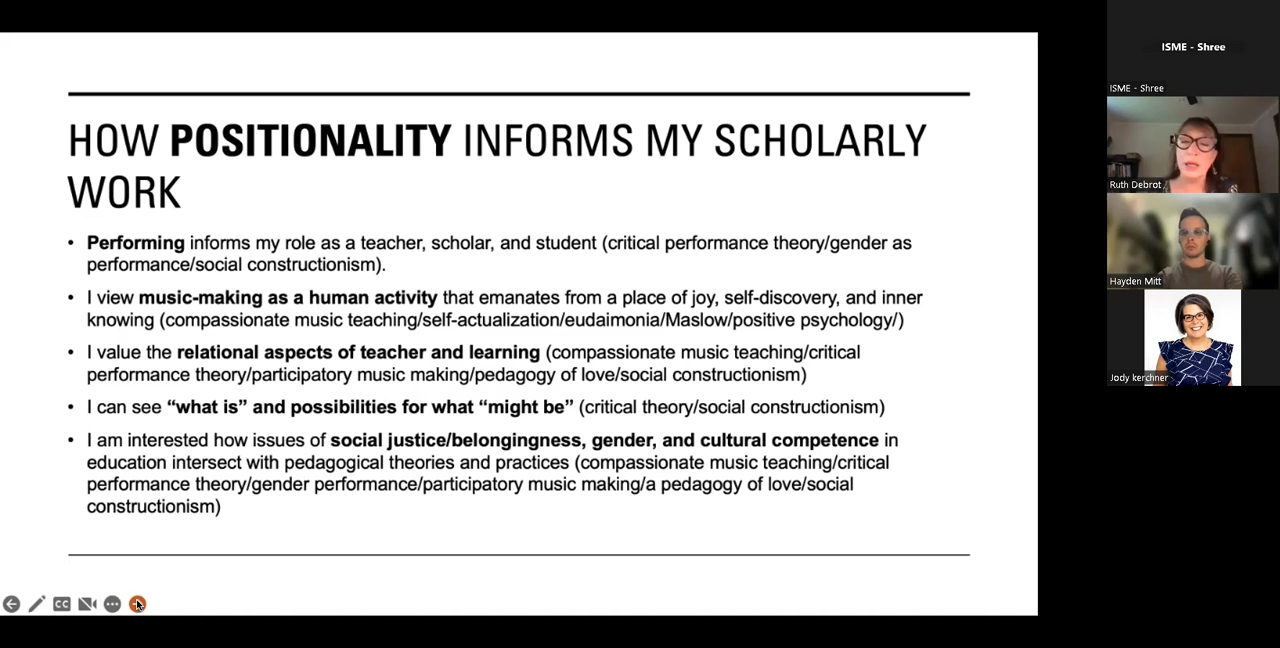 HOW POSITIONALITY INFORMS MY SCHOLARLY
WORK
• Performing informs my role as a teacher, scholar, and student (critical performance theory/gender as
performance/social constructionism).
• I view music-making as a human activity that emanates from a place of joy, self-discovery, and inner
knowing (compassionate music teaching/self-actualization/eudaimonia/Maslow/positive psychology/)
• I value the relational aspects of teacher and learning (compassionate music teaching/critical
performance theory/participatory music making/pedagogy of love/social constructionism)
• I can see “what is” and possibilities for what “might be” (critical theory/social constructionism)
• I am interested how issues of social justice/belongingness, gender, and cultural competence in
education intersect with pedagogical theories and practices (compassionate music teaching/critical
performance theory/gender performance/participatory music making/a pedagogy of love/social
constructionism)
CC
ISME - Shree
ISME - Shree
Ruth Debrot
Hayden Mitt
Jody kerchner